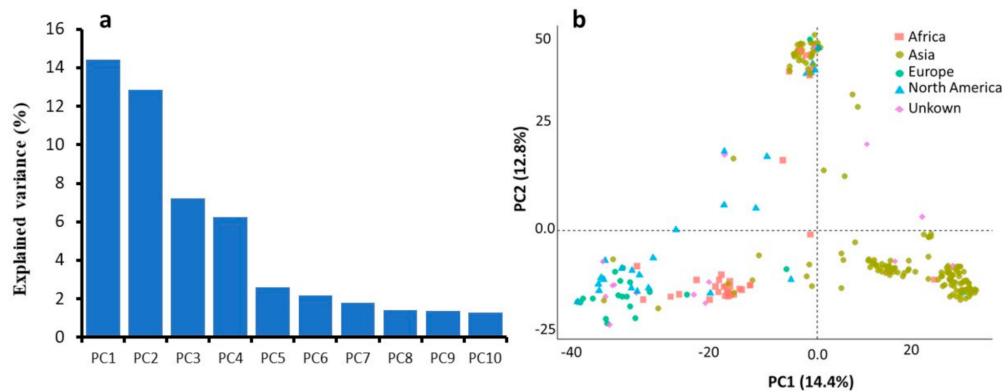 a
Explained variance (%)
16
14
12
10
8
6
4
2
0
PC1 PC2 PC3 PC4 PC5 PC6 PC7 PC8 PC9 PC10
b
Africa
Asia
Europe
North America
Unkown
PC2 (12.8%)
50
25
0.0
-25
-40 -20 0.0 20
PC1 (14.4%)